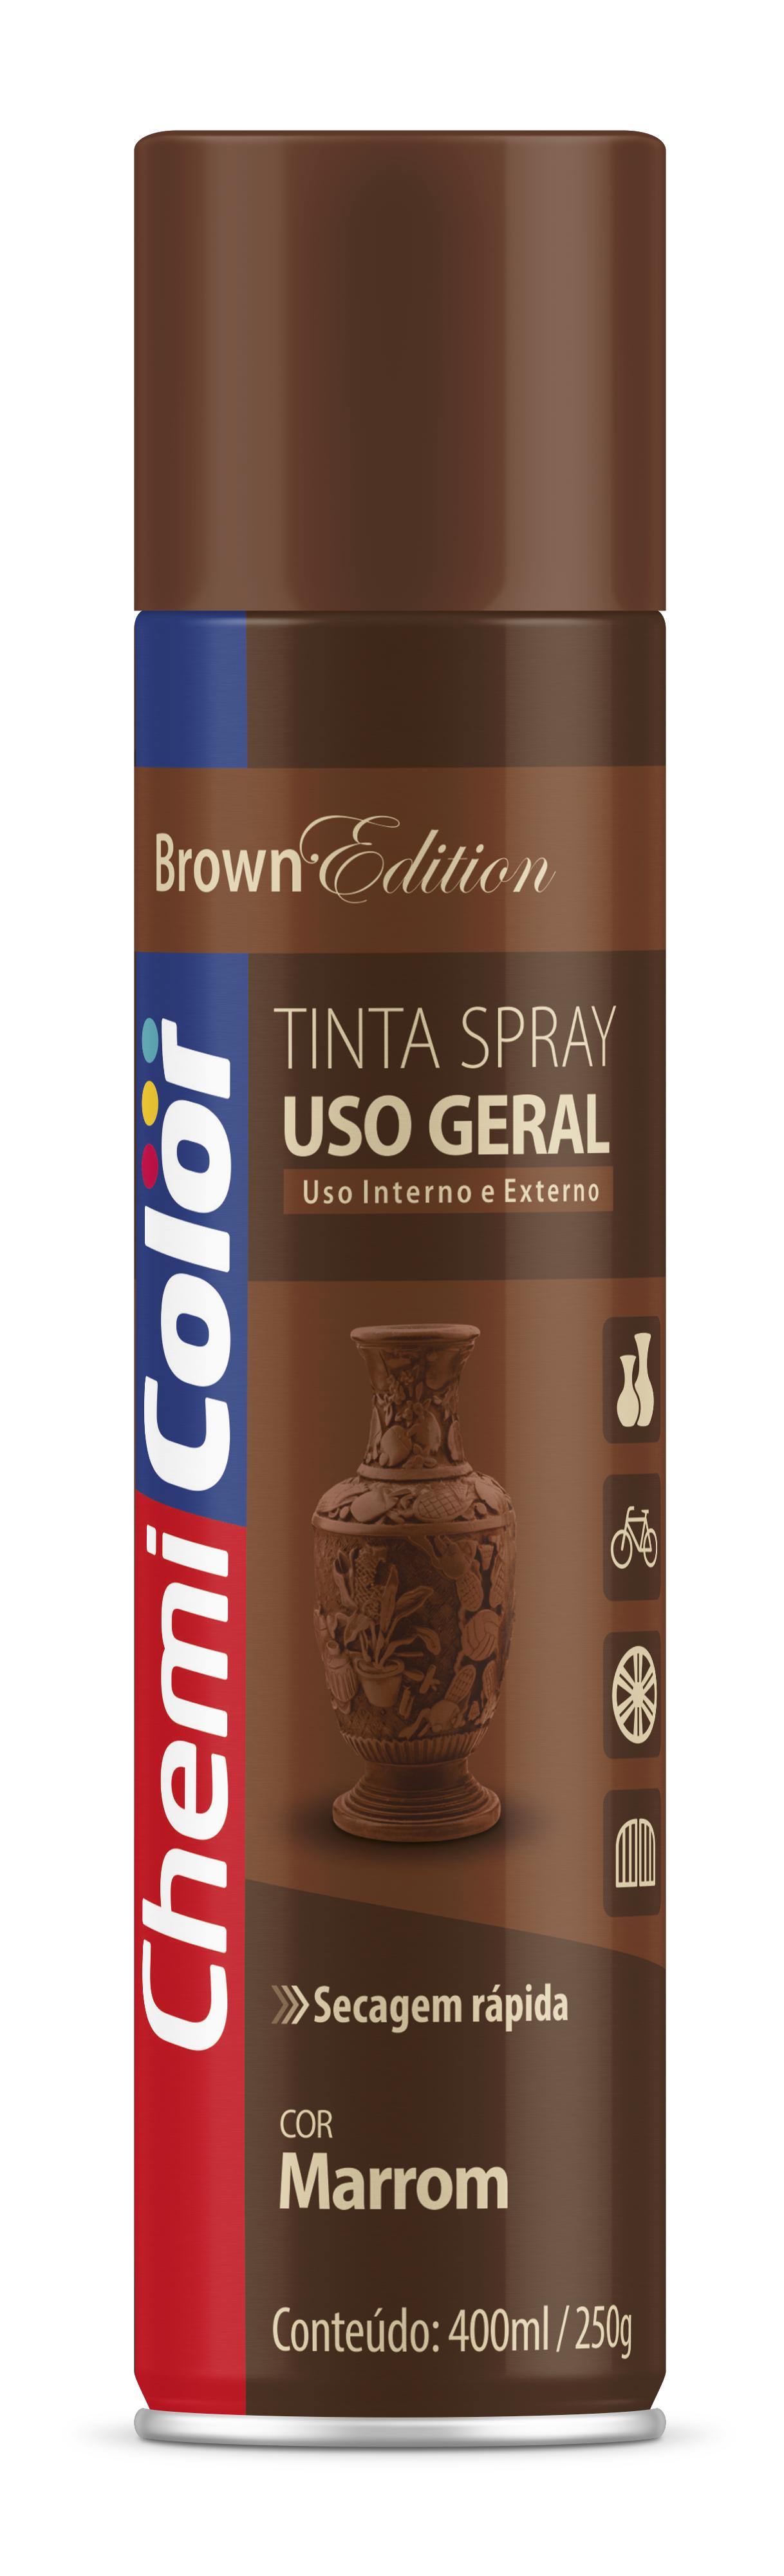 Brown Edition
TINTA SPRAY
USO GERAL
Uso Interno e Externo
ChemiColor
Secagem rápida
COR
Marrom
Conteúdo: 400ml / 250g